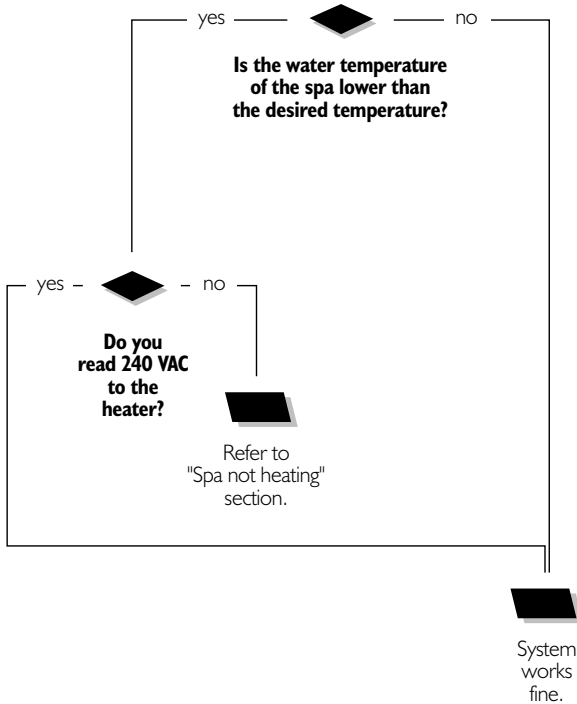 yes
no
Is the water temperature
of the spa lower than
the desired temperature?
yes
no
Do you
read 240 VAC
to the
heater?
Refer to
"Spa not heating"
section.
System
works
fine.